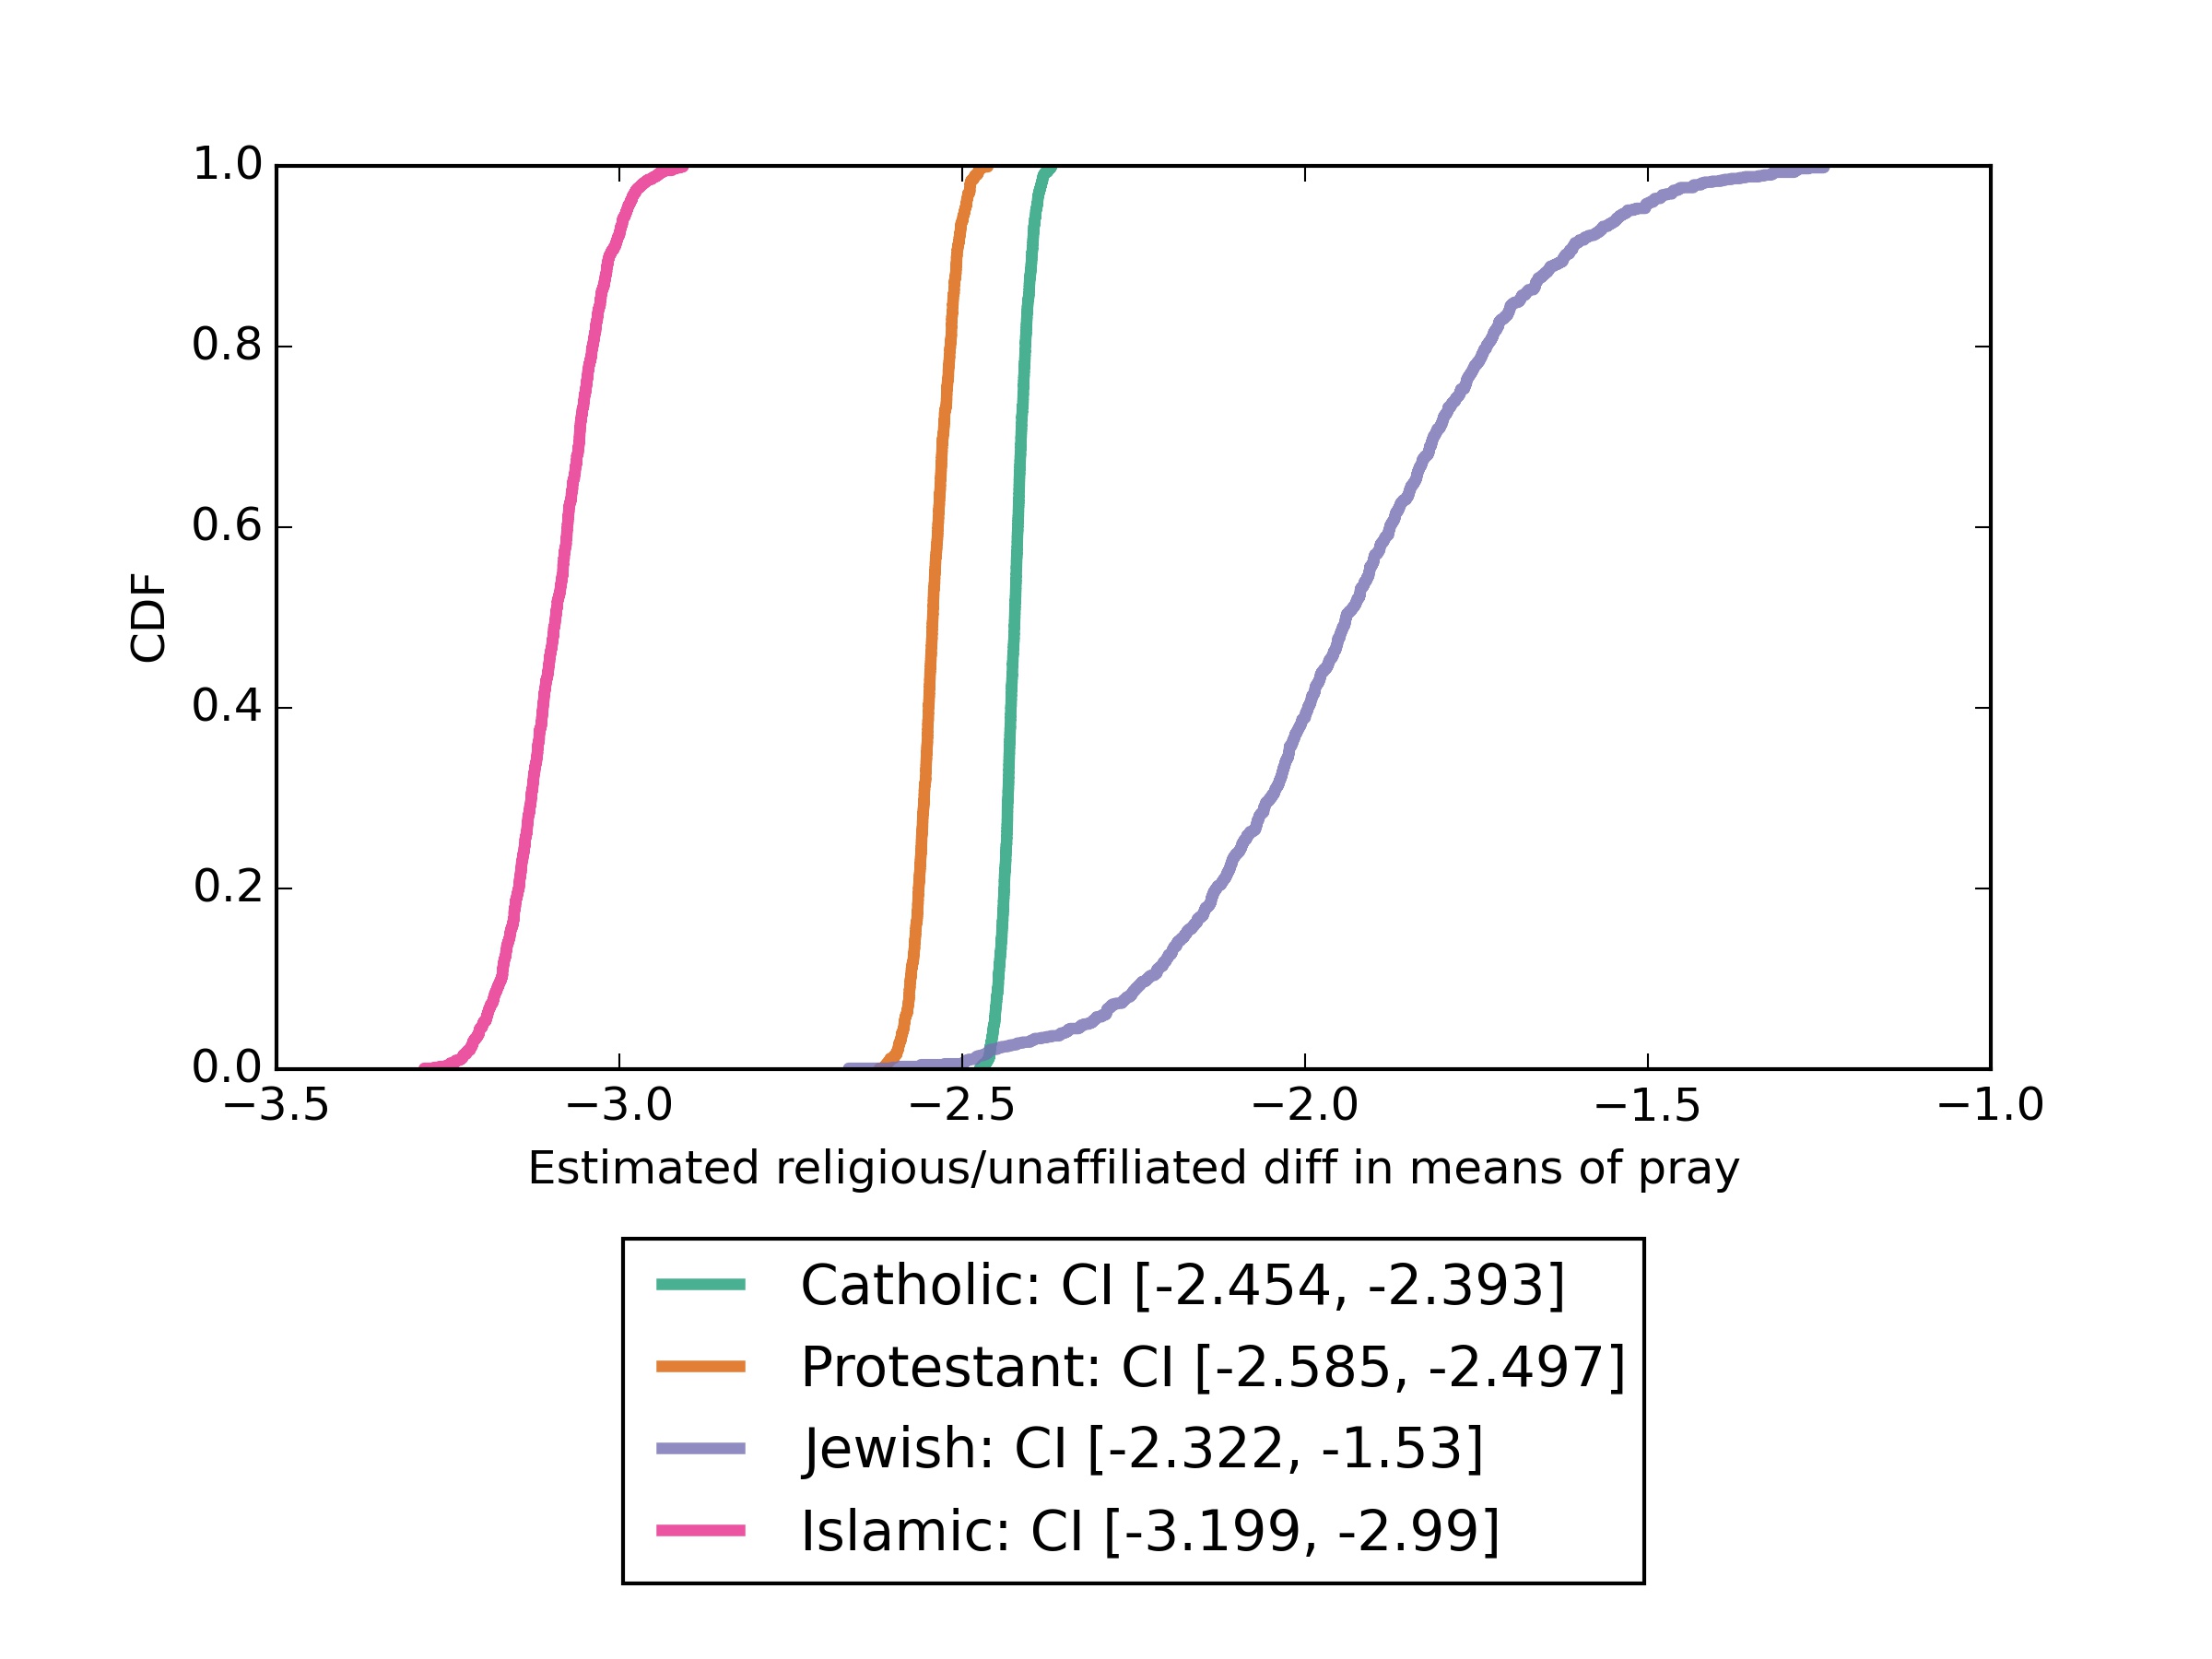 1.0
0.8
0.6
0.4
0.2
0.0
CDF
−3.5 −3.0 −2.5 −2.0 −1.5 −1.0
Estimated religious/unaffiliated diff in means of pray
Catholic: CI [-2.454, -2.393]
Protestant: CI [-2.585, -2.497]
Jewish: CI [-2.322, -1.53]
Islamic: CI [-3.199, -2.99]